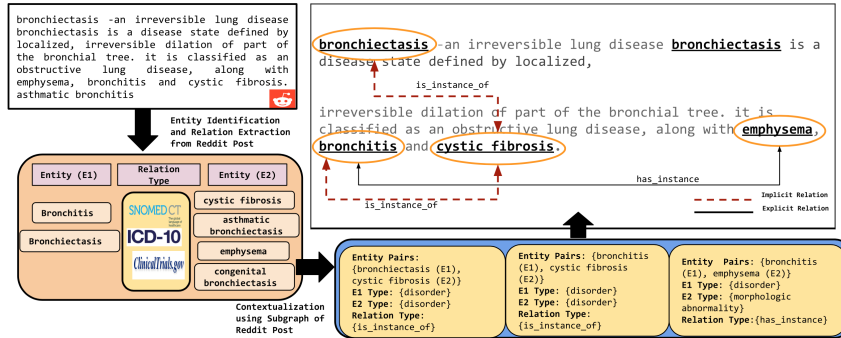 bronchiectasis -an irreversible lung disease
bronchiectasis is a disease state defined by
localized, irreversible dilation of part of
the bronchial tree. it is classified as an
obstructive lung disease, along with
emphysema, bronchitis and cystic fibrosis.
asthmatic bronchitis
Entity Identification
and Relation Extraction
from Reddit Post
Entity (E1)
Relation
Type
Entity (E2)
Bronchitis
Bronchiectasis
SNOMED CT
ICD-10
ClinicalTrials.gov
cystic fibrosis
asthmatic
bronchiectasis
emphysema
congenital
bronchiectasis
Contextualization
using Subgraph of
Reddit Post
Entity Pairs:
{bronchiectasis (E1),
cystic fibrosis (E2)}
E1 Type: {disorder}
E2 Type: {disorder}
Relation Type:
{is_instance_of}
Entity Pairs: {bronchitis
(E1), cystic fibrosis
(E2)}
E1 Type: {disorder}
E2 Type: {disorder}
Relation Type:
{is_instance_of}
Entity Pairs: {bronchitis
(E1), emphysema (E2)}
E1 Type: {disorder}
E2 Type: {morphologic
abnormality}
Relation Type:{has_instance}
bronchiectasis -an irreversible lung disease bronchiectasis is a
disease state defined by localized,
is_instance_of
irreversible dilation of part of the bronchial tree. it is
classified as an obstructive lung disease, along with emphysema,
bronchitis and cystic fibrosis.
has_instance
is_instance_of
Implicit Relation
Explicit Relation